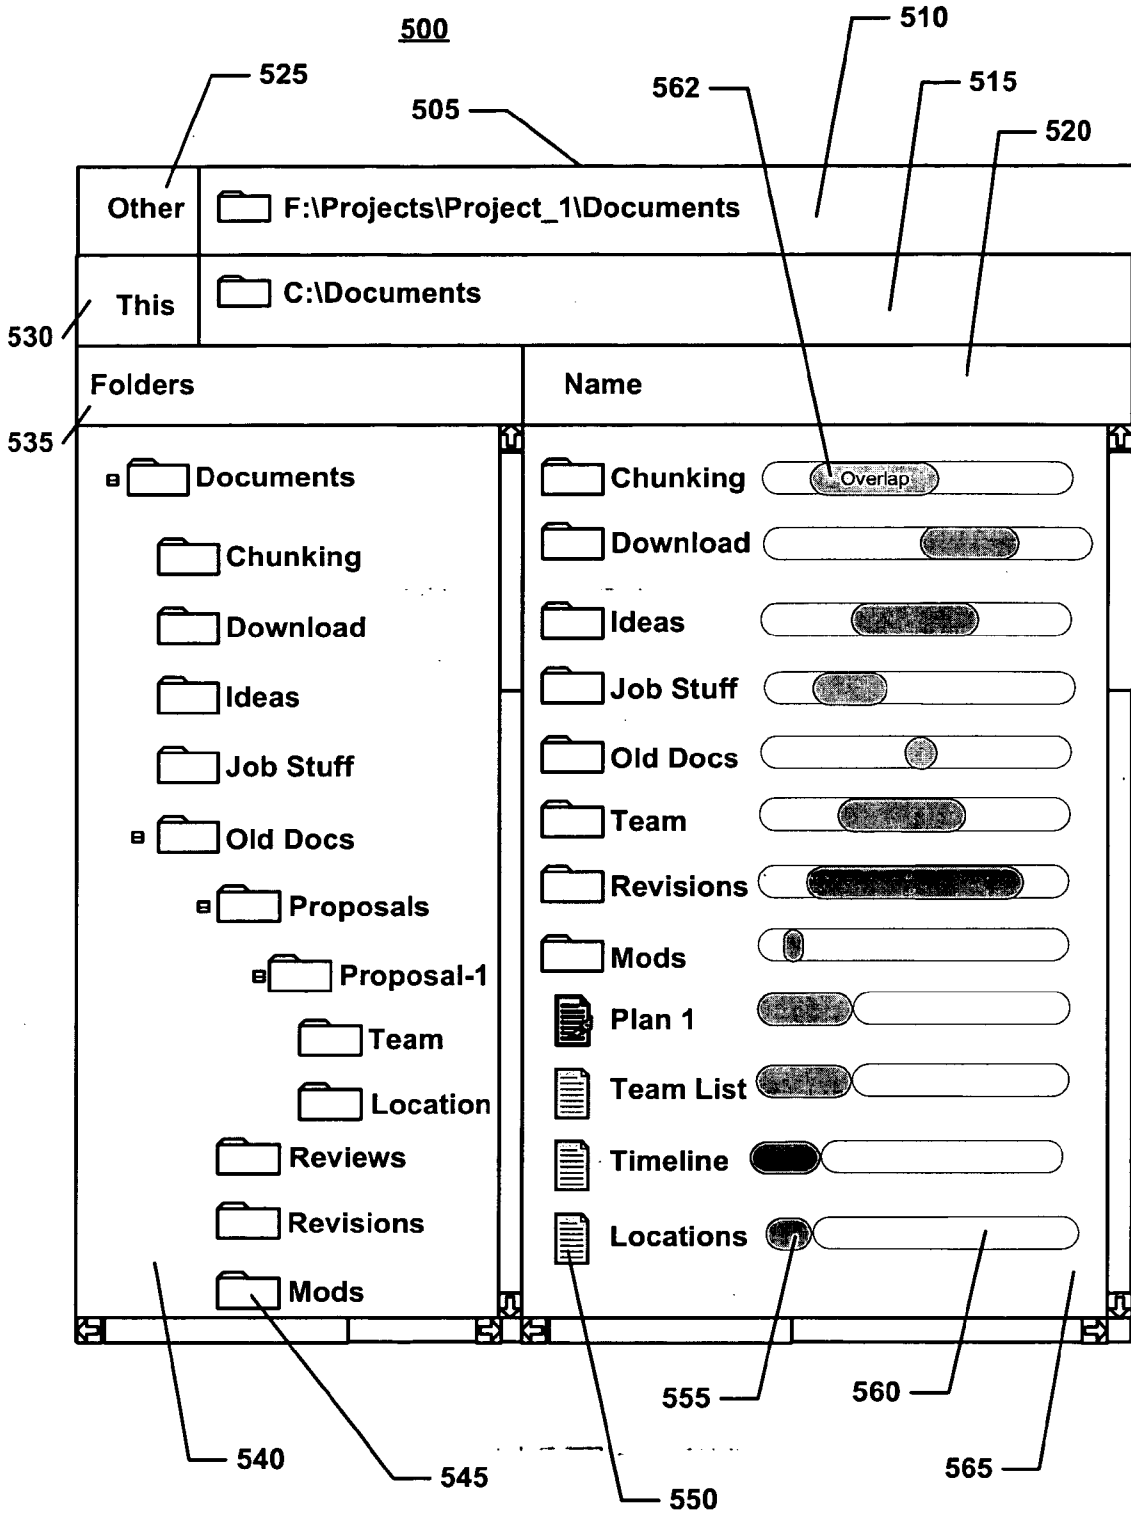 500
510
525
562
515
505
520
Other
F:\Projects\Project_1\Documents
This
C:\Documents
530
Folders
Name
535
Documents
Chunking
Download
Ideas
Job Stuff
Old Docs
Proposals
Proposal-1
Team
Location
Reviews
Revisions
Mods
Chunking
Overlap
Download
Ideas
Job Stuff
Old Docs
Team
Revisions
Mods
Plan 1
Team List
Timeline
Locations
555
560
540
545
550
565